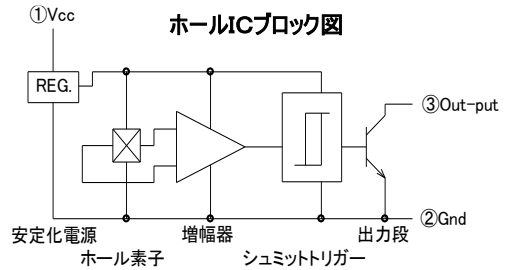 ①Vcc
ホールICブロック図
REG.
③Out-put
②Gnd
安定化電源
増幅器
出力段
ホール素子
シュミットトリガー